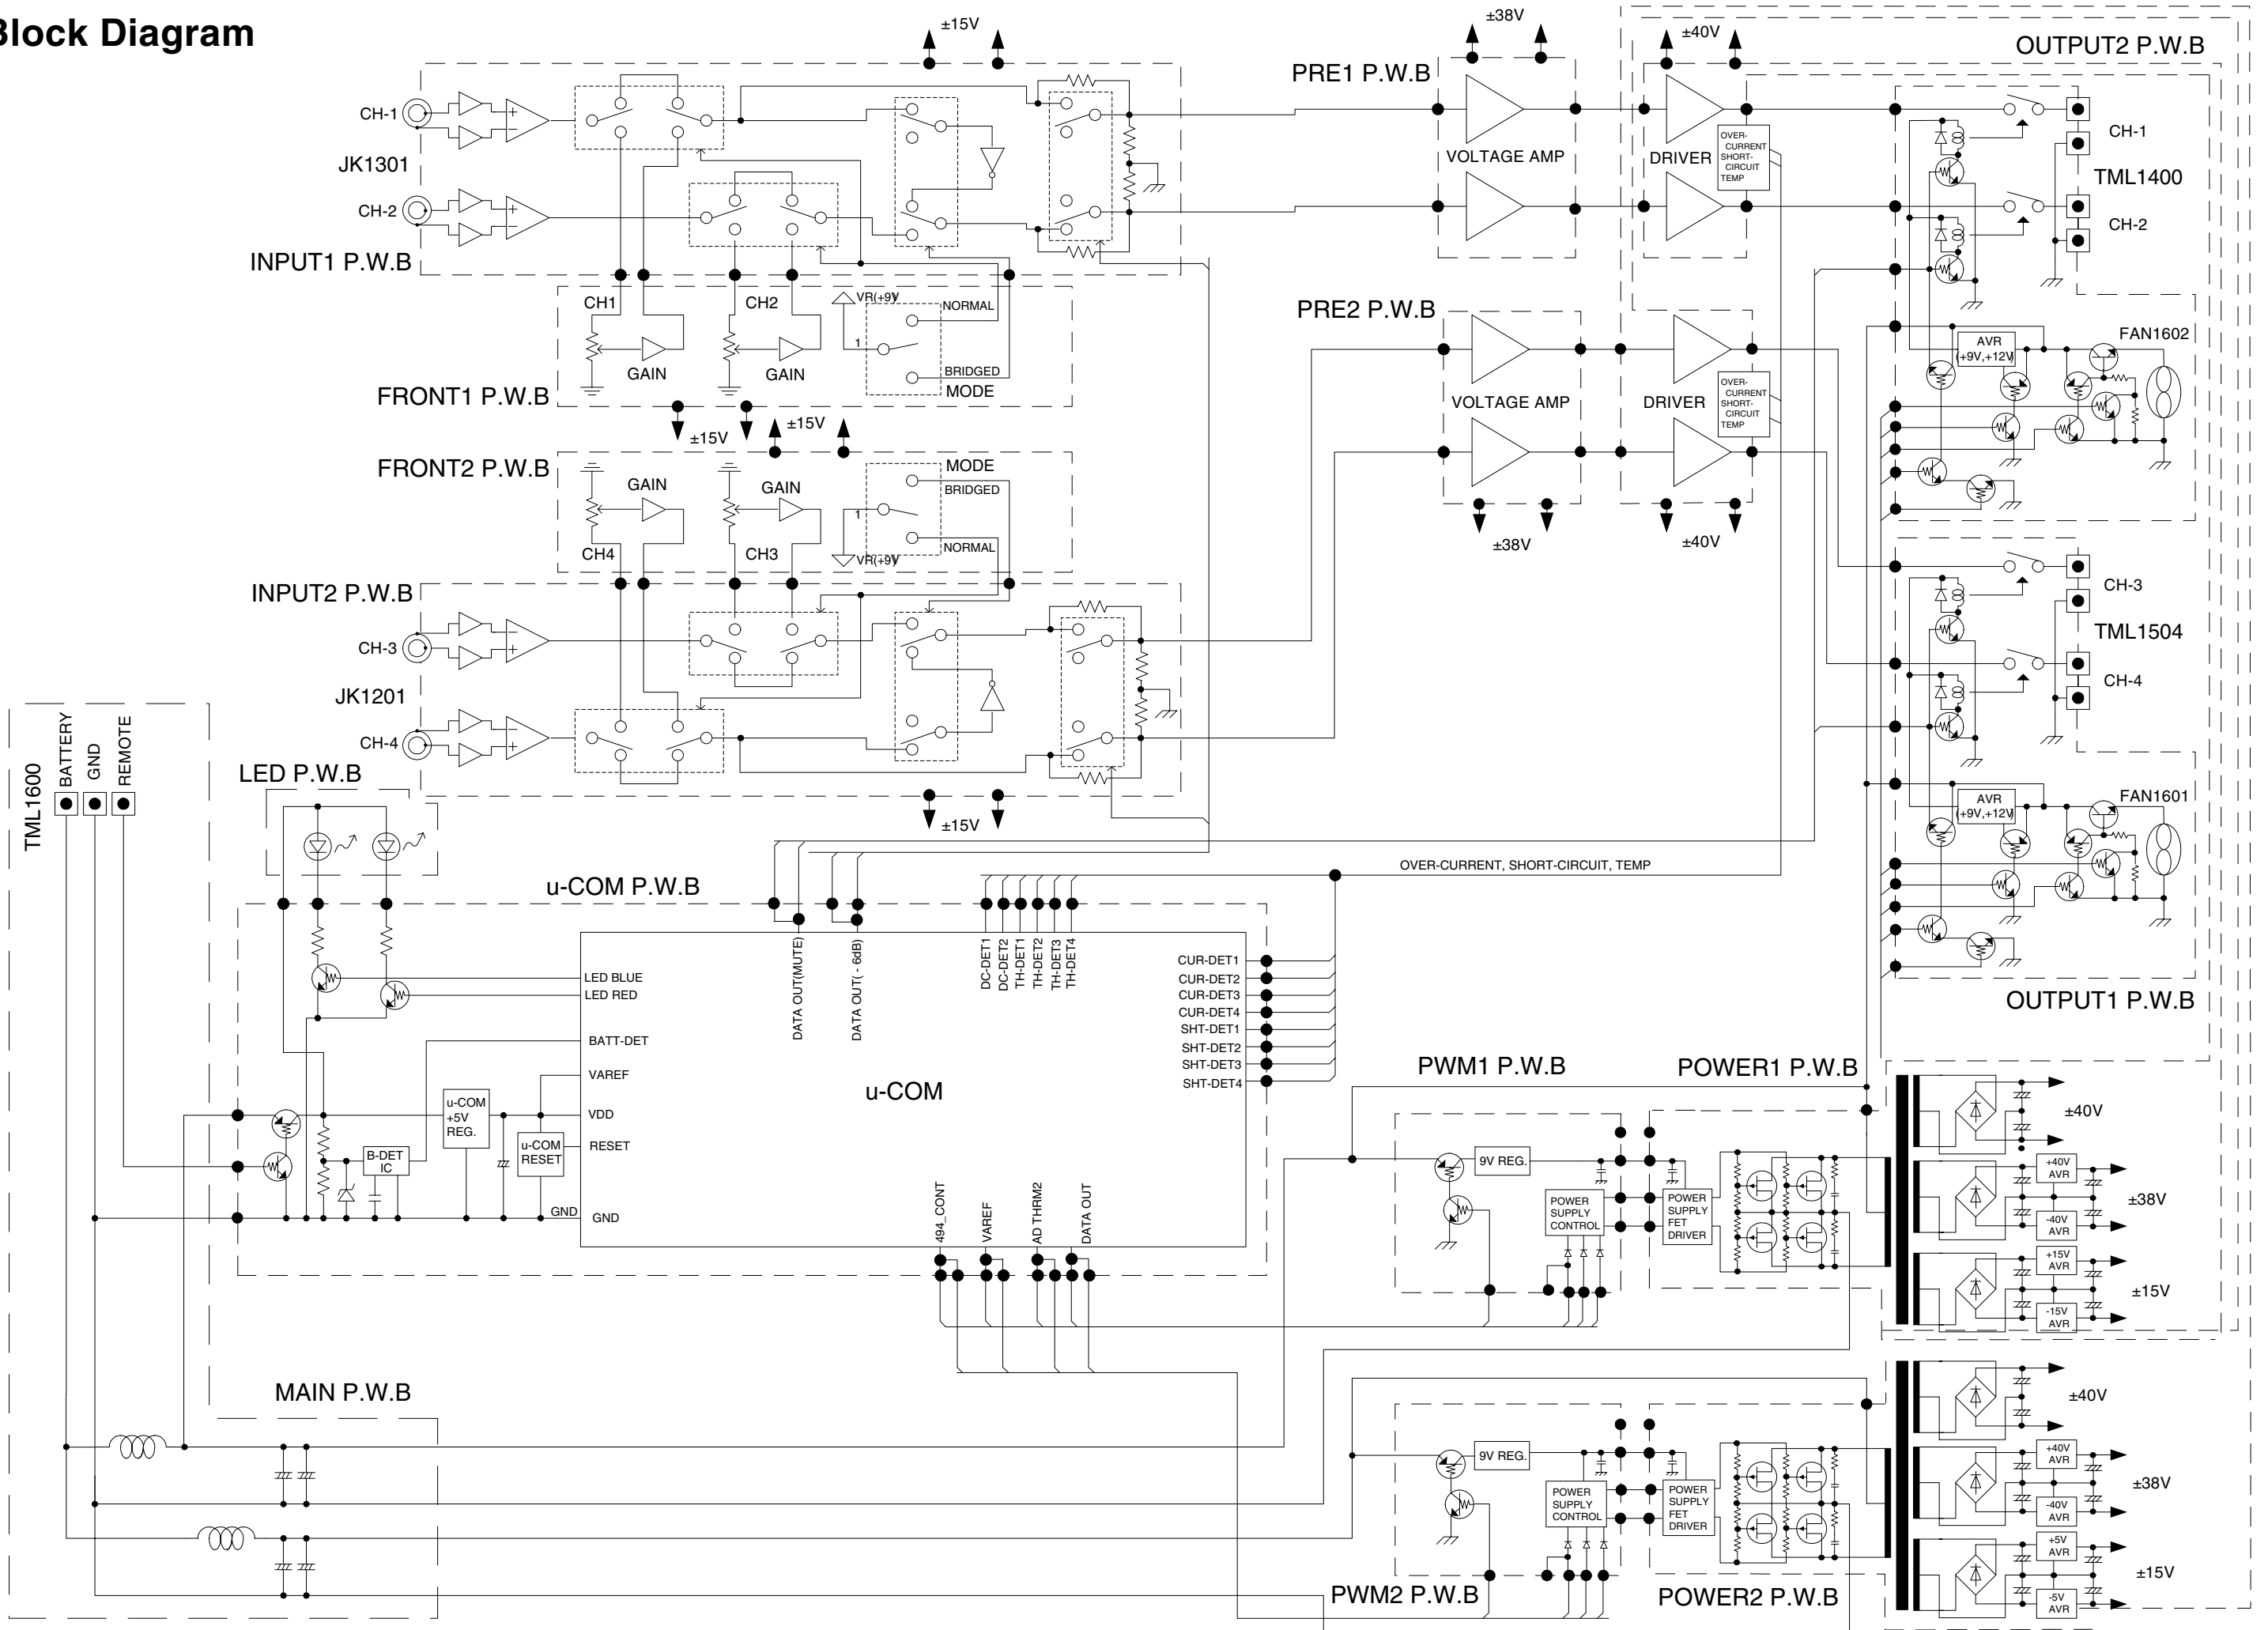 Block Diagram
±15V
±38V
±40V
OUTPUT2 P.W.B
PRE1 P.W.B
CH-1
JK1301
CH-2
INPUT1 P.W.B
VOLTAGE AMP
DRIVER
OVER-
CURRENT
SHORT-
CIRCUIT
TEMP
CH-1
TML1400
CH-2
CH1
CH2
VR(+9V)
NORMAL
1
GAIN
GAIN
BRIDGED
MODE
FRONT1 P.W.B
PRE2 P.W.B
AVR
(+9V,+12V)
FAN1602
VOLTAGE AMP
DRIVER
OVER-
CURRENT
SHORT-
CIRCUIT
TEMP
±15V
±15V
FRONT2 P.W.B
GAIN
GAIN
MODE
BRIDGED
1
NORMAL
VR(+9V)
CH4
CH3
±38V
±40V
INPUT2 P.W.B
CH-3
JK1201
CH-4
±15V
CH-3
TML1504
CH-4
AVR
(+9V,+12V)
FAN1601
OUTPUT1 P.W.B
TML1600
BATTERY
GND
REMOTE
LED P.W.B
u-COM P.W.B
OVER-CURRENT, SHORT-CIRCUIT, TEMP
DATA OUT(MUTE)
DATA OUT( - 6dB)
DC-DET1
DC-DET2
TH-DET1
TH-DET2
TH-DET3
TH-DET4
CUR-DET1
CUR-DET2
CUR-DET3
CUR-DET4
SHT-DET1
SHT-DET2
SHT-DET3
SHT-DET4
LED BLUE
LED RED
BATT-DET
VAREF
VDD
RESET
GND
GND
u-COM
u-COM
+5V
REG.
u-COM
RESET
B-DET
IC
494_CONT
VAREF
AD THRM2
DATA OUT
PWM1 P.W.B
POWER1 P.W.B
9V REG.
POWER
SUPPLY
CONTROL
POWER
SUPPLY
FET
DRIVER
±40V
+40V
AVR
-40V
AVR
±38V
+15V
AVR
-15V
AVR
±15V
MAIN P.W.B
9V REG.
POWER
SUPPLY
CONTROL
POWER
SUPPLY
FET
DRIVER
PWM2 P.W.B
POWER2 P.W.B
±40V
+40V
AVR
-40V
AVR
±38V
+5V
AVR
-5V
AVR
±15V